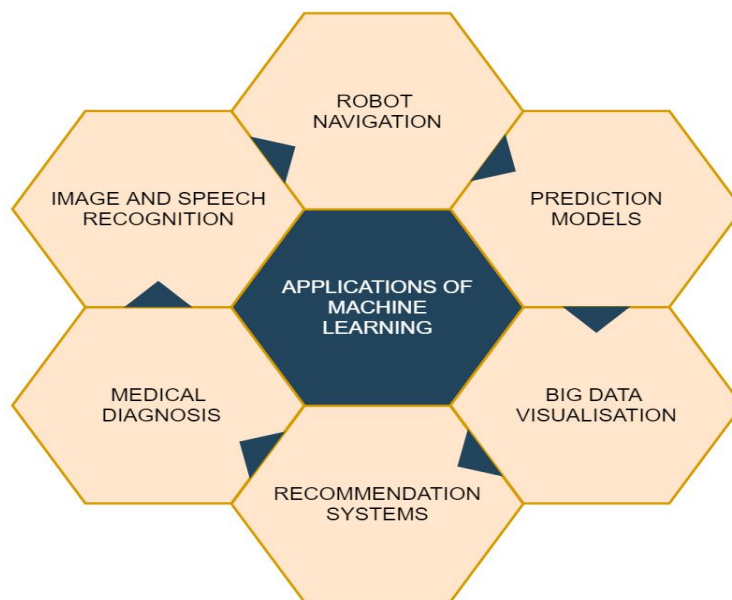 ROBOT
NAVIGATION
IMAGE AND SPEECH
RECOGNITION
PREDICTION
MODELS
APPLICATIONS OF
MACHINE
LEARNING
MEDICAL
DIAGNOSIS
BIG DATA
VISUALISATION
RECOMMENDATION
SYSTEMS